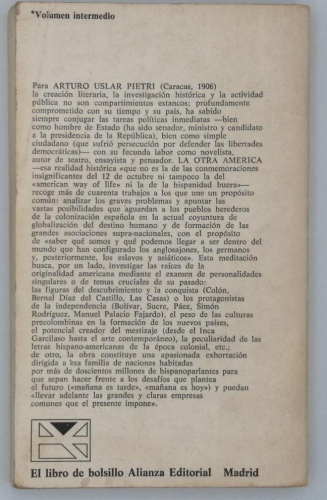 *Volumen intermedio
Para ARTURO USLAR PIETRI (Caracas, 1906)
la creación literaria, la investigación histórica y la actividad
pública no son compartimientos estancos; profundamente
comprometido con su tiempo y su país, ha sabido
siempre conjugar las tareas políticas inmediatas —bien
como hombre de Estado (ha sido senador, ministro y candidato
a la presidencia de la República), bien como simple
ciudadano (que sufrió persecución por defender las libertades
democráticas)— con su fecunda labor como novelista,
autor de teatro, ensayista y pensador. LA OTRA AMERICA
—esa realidad histórica «que no es la de las conmemoraciones
insignificantes del 12 de octubre ni tampoco la del
«american way of life» ni la de la hispanidad huera»—
recoge más de cuarenta trabajos a los que une un propósito
común: analizar los graves problemas y apuntar las
vastas posibilidades que aguardan a los pueblos herederos
de la colonización española en la actual coyuntura de
globalización del destino humano y de formación de las
grandes asociaciones supra-nacionales, con el propósito
de «saber qué somos y qué podemos llegar a ser dentro del
mundo que han configurado los anglosajones, los germanos
y, posteriormente, los eslavos y asiáticos». Esta meditación
busca, por un lado, investigar las raíces de la
originalidad americana mediante el examen de personalidades
singulares o de temas cruciales de su pasado:
las figuras del descubrimiento y la conquista (Colón,
Bernal Díaz del Castillo, Las Casas) o los protagonistas
de la independencia (Bolívar, Sucre, Páez, Simón
Rodríguez, Manuel Palacio Fajardo), el peso de las culturas
precolombinas en la formación de los nuevos países,
el potencial creador del mestizaje (desde el Inca
Garcilaso hasta el arte contemporáneo), la peculiaridad de las
letras hispano-americanas de la época colonial, etc.;
de otro, la obra constituye una apasionada exhortación
dirigida a esa familia de naciones habitadas
por más de doscientos millones de hispanoparlantes para
que sepan hacer frente a los desafíos que plantea
el futuro («mañana es tarde», «mañana es hoy») y puedan
«llevar adelante las grandes y claras empresas
comunes que el presente impone».
El libro de bolsillo Alianza Editorial Madrid